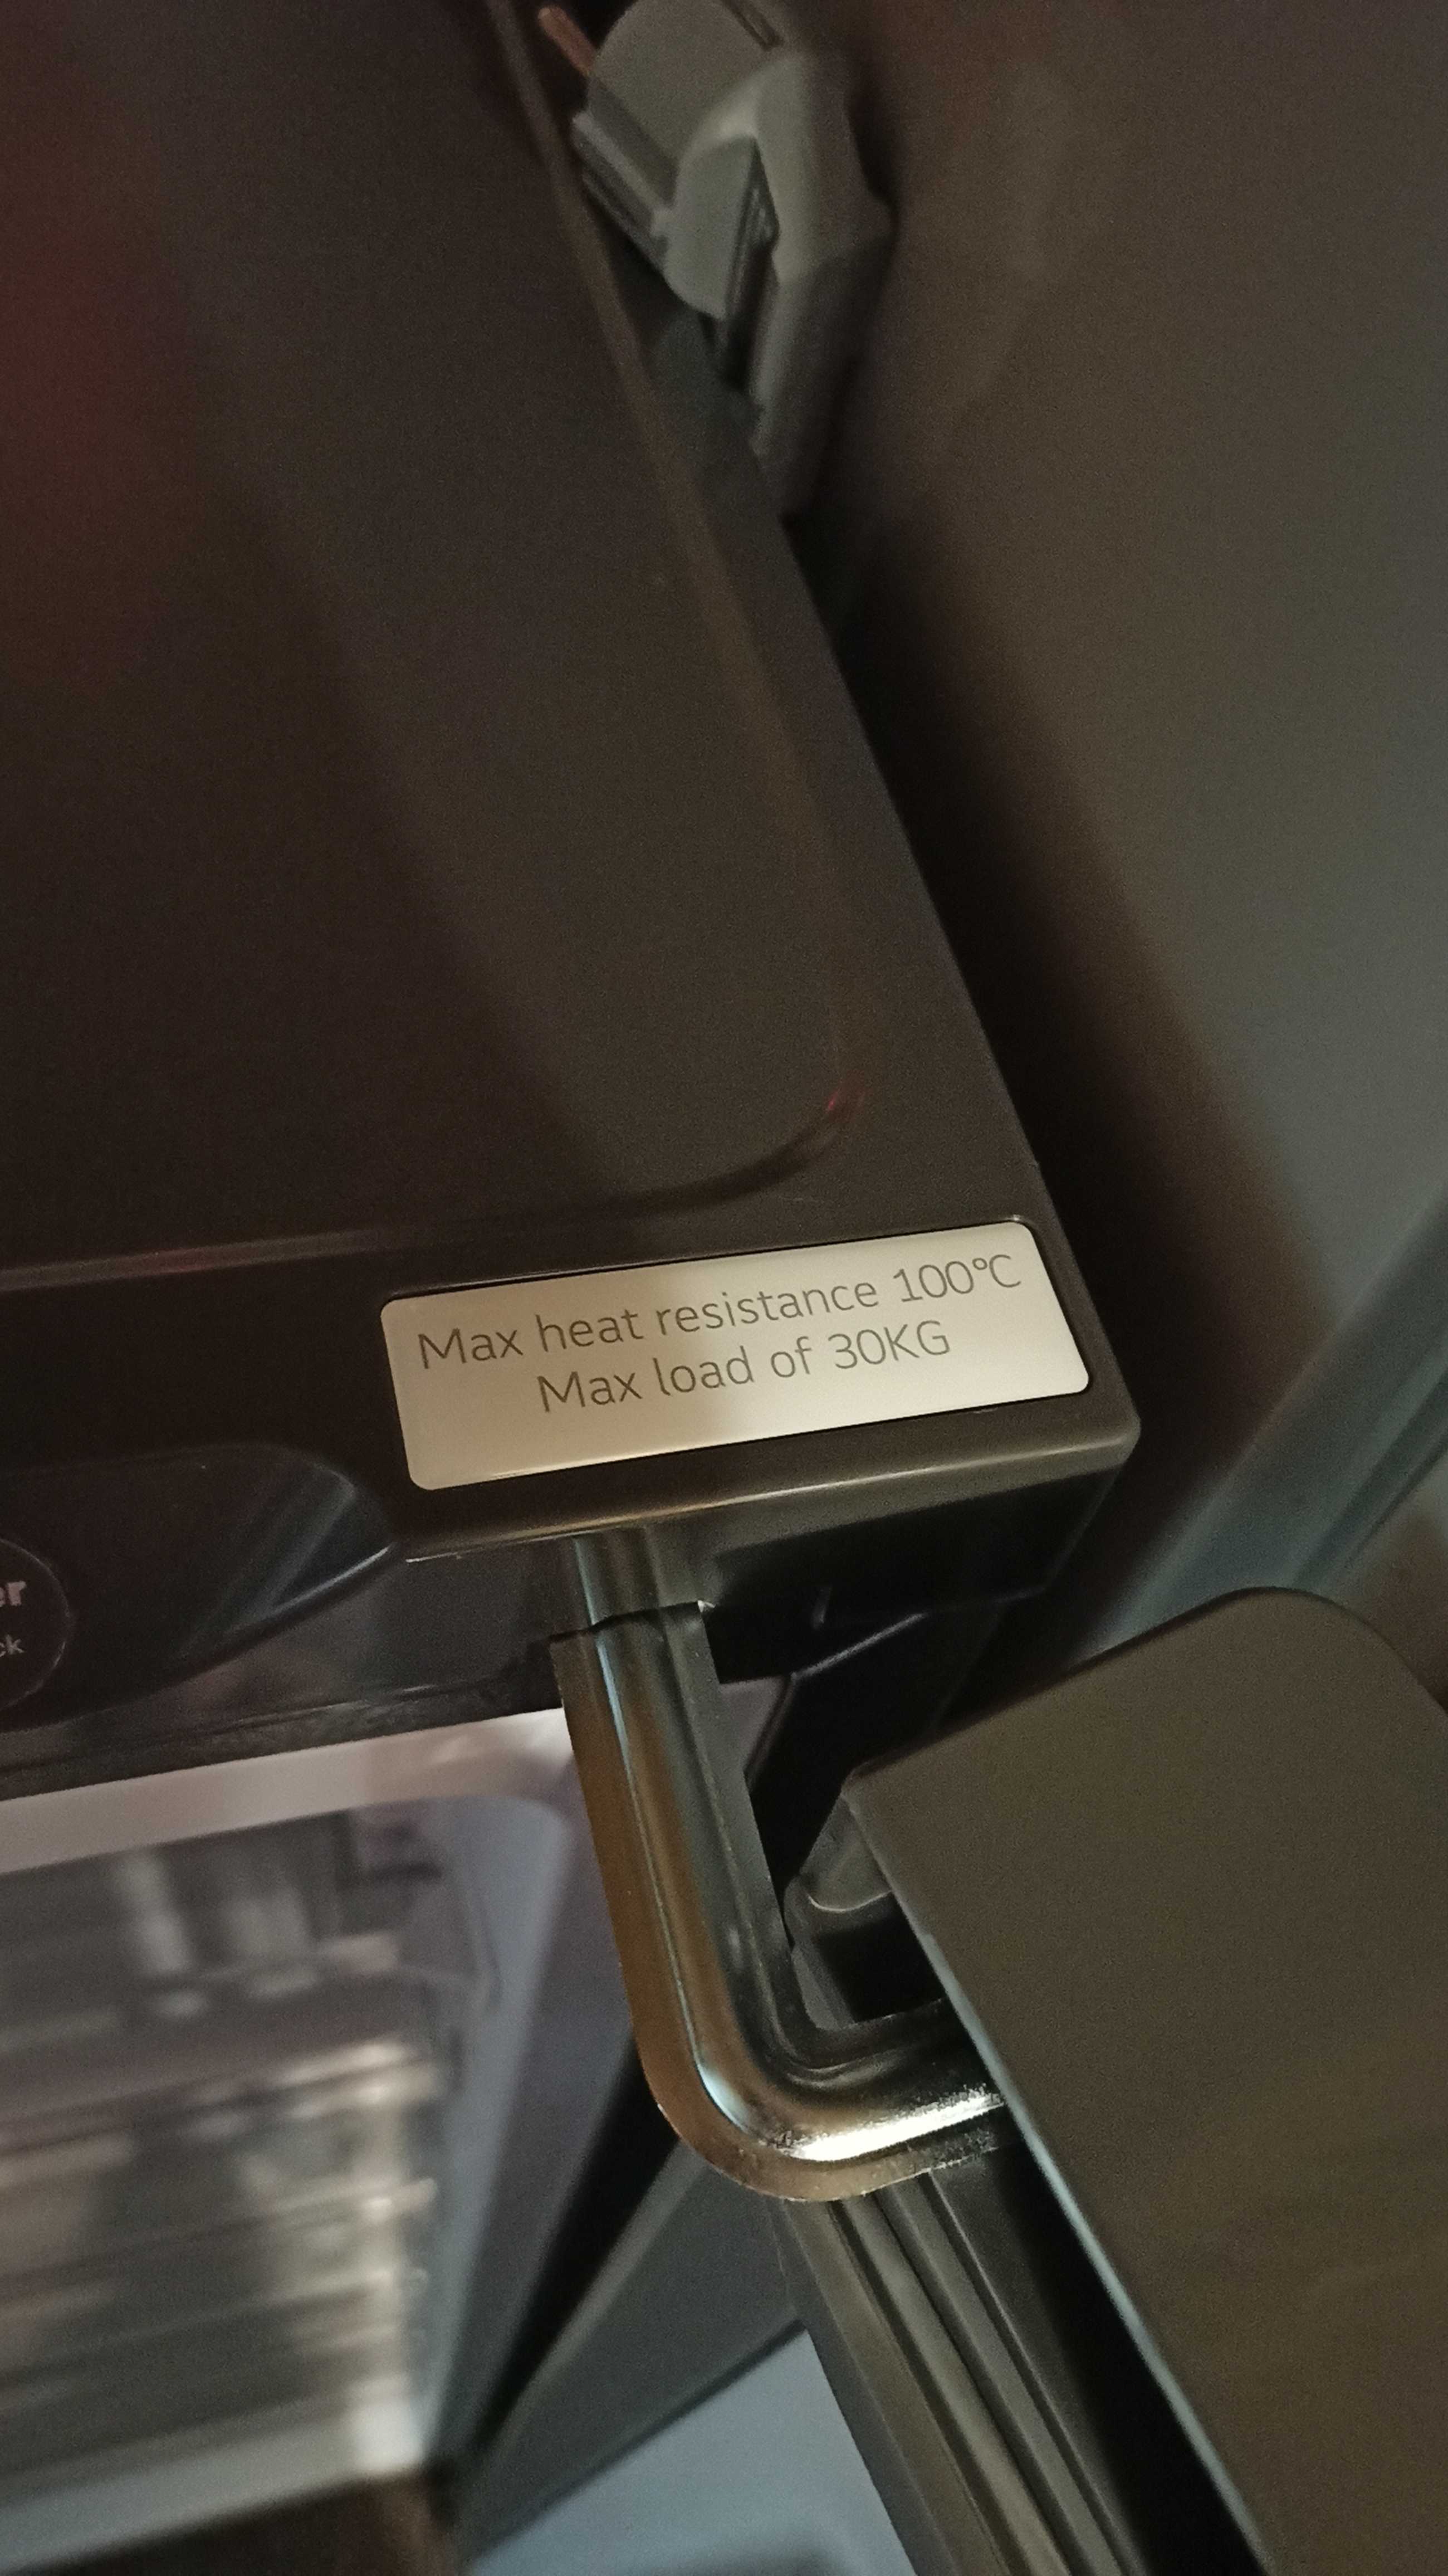 Max heat resistance 100°C
Max load of 30KG